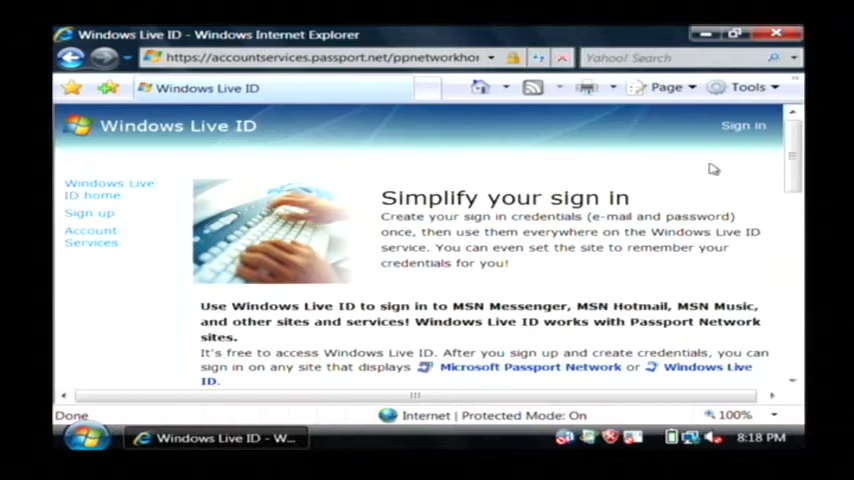 Windows Live ID - Windows Internet Explorer
https://accountservices.passport.net/ppnetworkhor
Yahoo! Search
Windows Live ID
Page
Tools
Windows Live ID
Sign in
Windows Live
ID home
Sign up
Account
Services
Simplify your sign in
Create your sign in credentials (e-mail and password)
once, then use them everywhere on the Windows Live ID
service. You can even set the site to remember your
credentials for you!
Use Windows Live ID to sign in to MSN Messenger, MSN Hotmail, MSN Music,
and other sites and services! Windows Live ID works with Passport Network
sites.
It's free to access Windows Live ID. After you sign up and create credentials, you can
sign in on any site that displays Microsoft Passport Network or Windows Live
ID.
Done
Internet | Protected Mode: On
100%
Windows Live ID - W...
8:18 PM